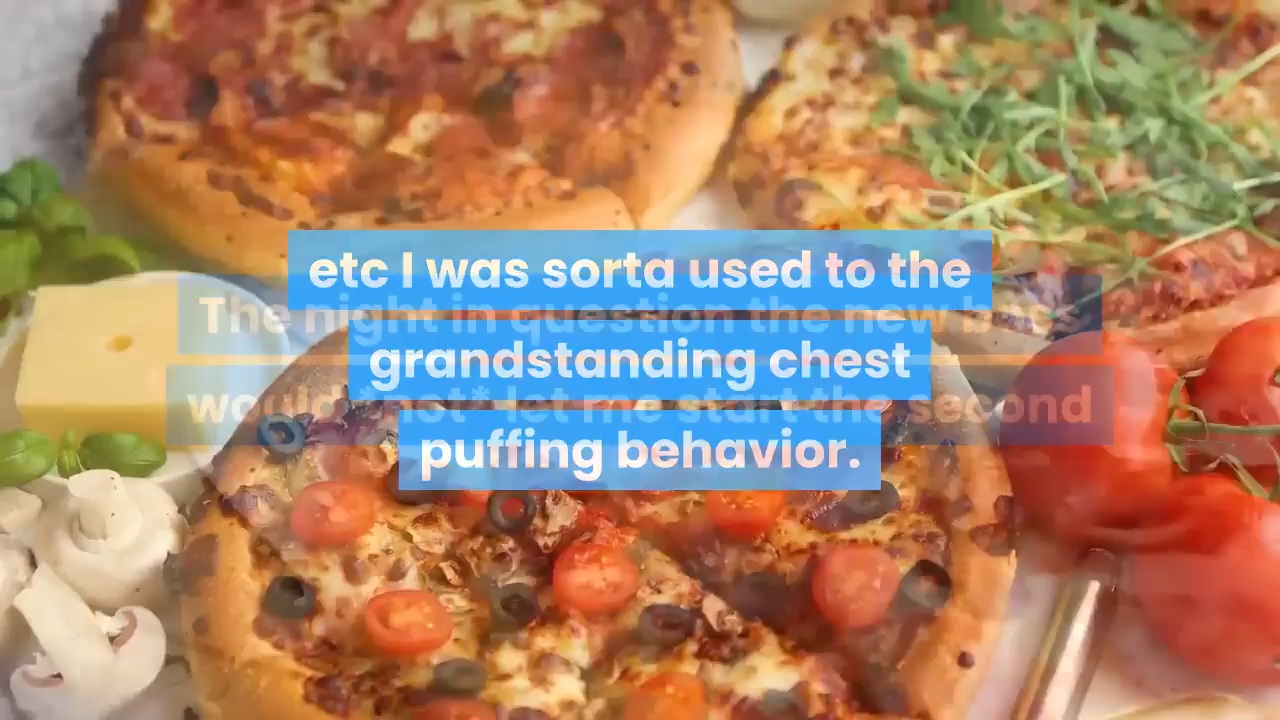 etc I was sorta used to the
grandstanding chest
puffing behavior.
The night in question the new boss
would *not* let me start the second